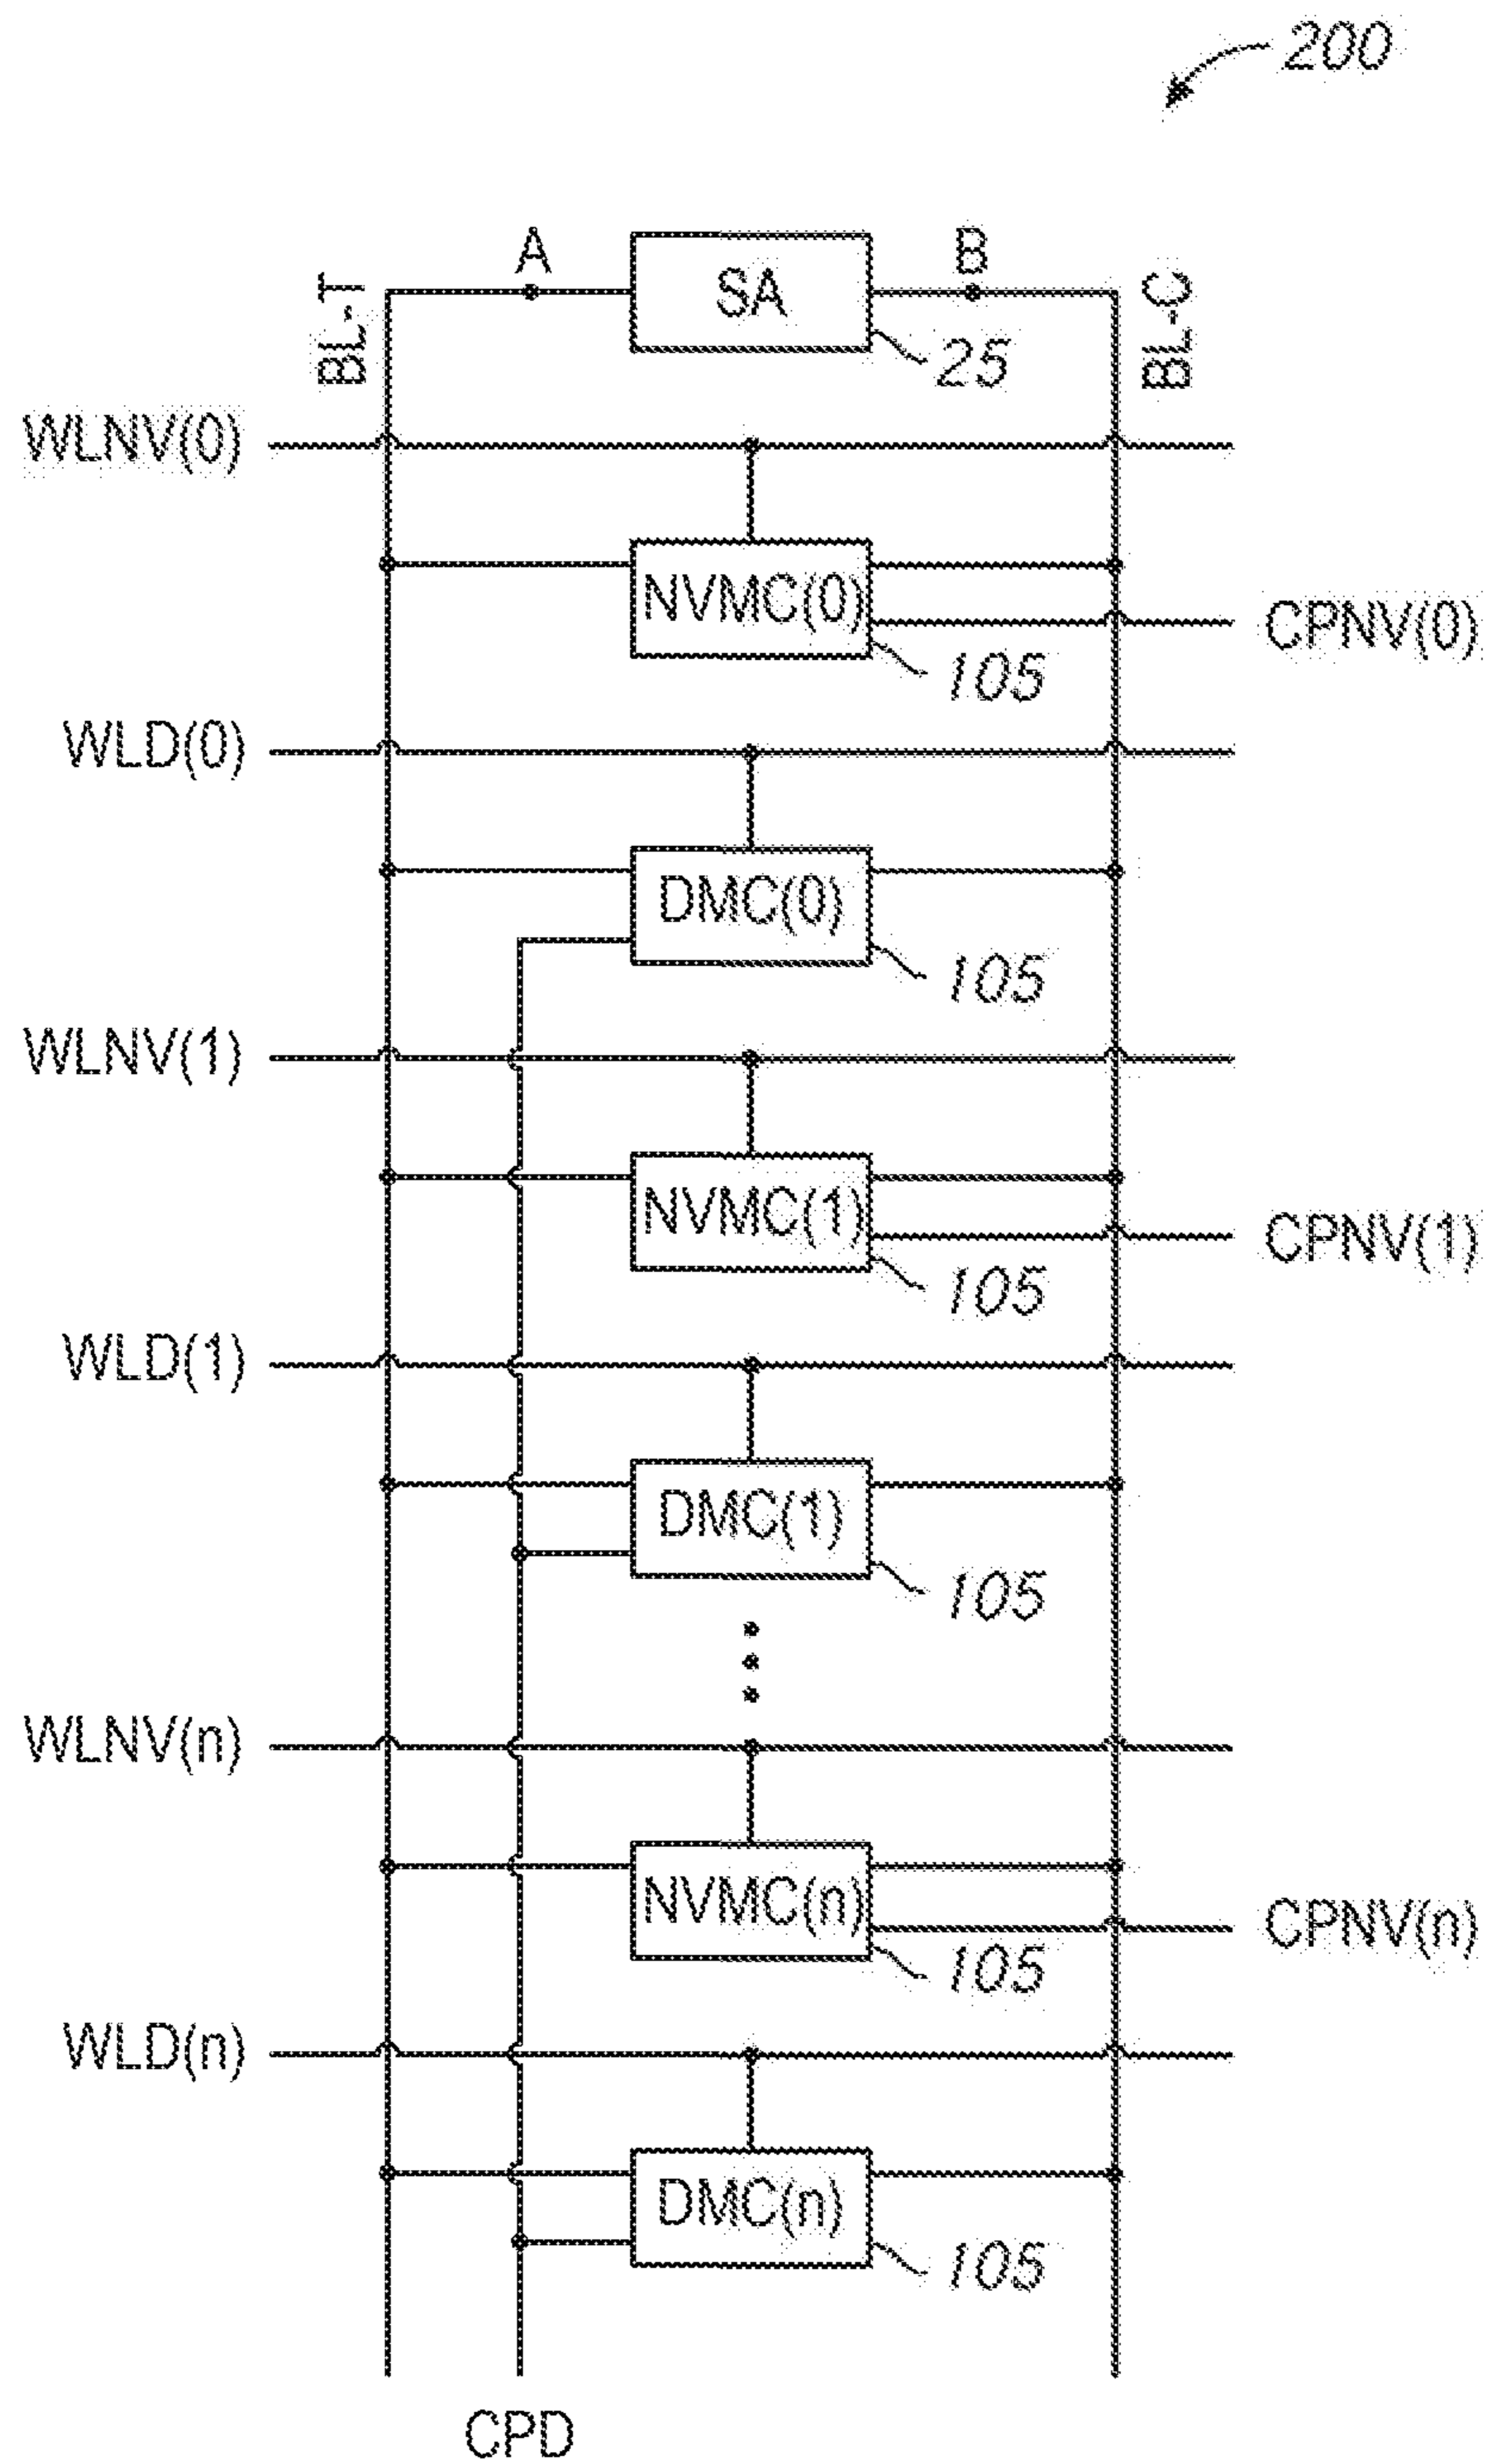 200
A
B
BL-T
SA
BL-C
25
WLNV(0)
NVMC(0)
CPNV(0)
105
WLD(0)
DMC(0)
105
WLNV(1)
NVMC(1)
CPNV(1)
105
WLD(1)
DMC(1)
105
WLNV(n)
NVMC(n)
CPNV(n)
105
WLD(n)
DMC(n)
105
CPD